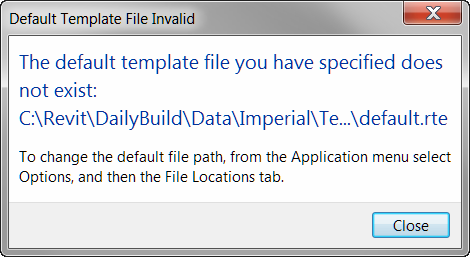 Default Template File Invalid
The default template file you have specified does
not exist:
C:\Revit\DailyBuild\Data\Imperial\Te...\default.rte
To change the default file path, from the Application menu select
Options, and then the File Locations tab.
Close